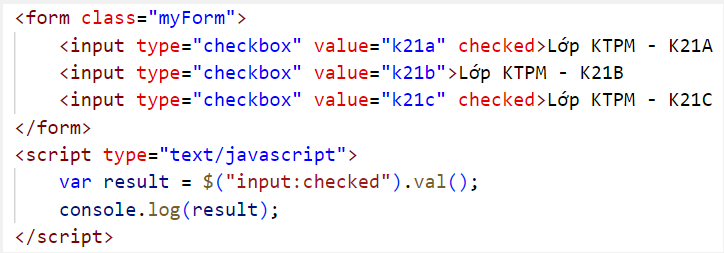 <form class="myForm">
<input type="checkbox" value="k21a" checked>Lớp KTPM - K21A
<input type="checkbox" value="k21b">Lớp KTPM - K21B
<input type="checkbox" value="k21c" checked>Lớp KTPM - K21C
</form>
<script type="text/javascript">
var result = $("input:checked").val();
console.log(result);
</script>